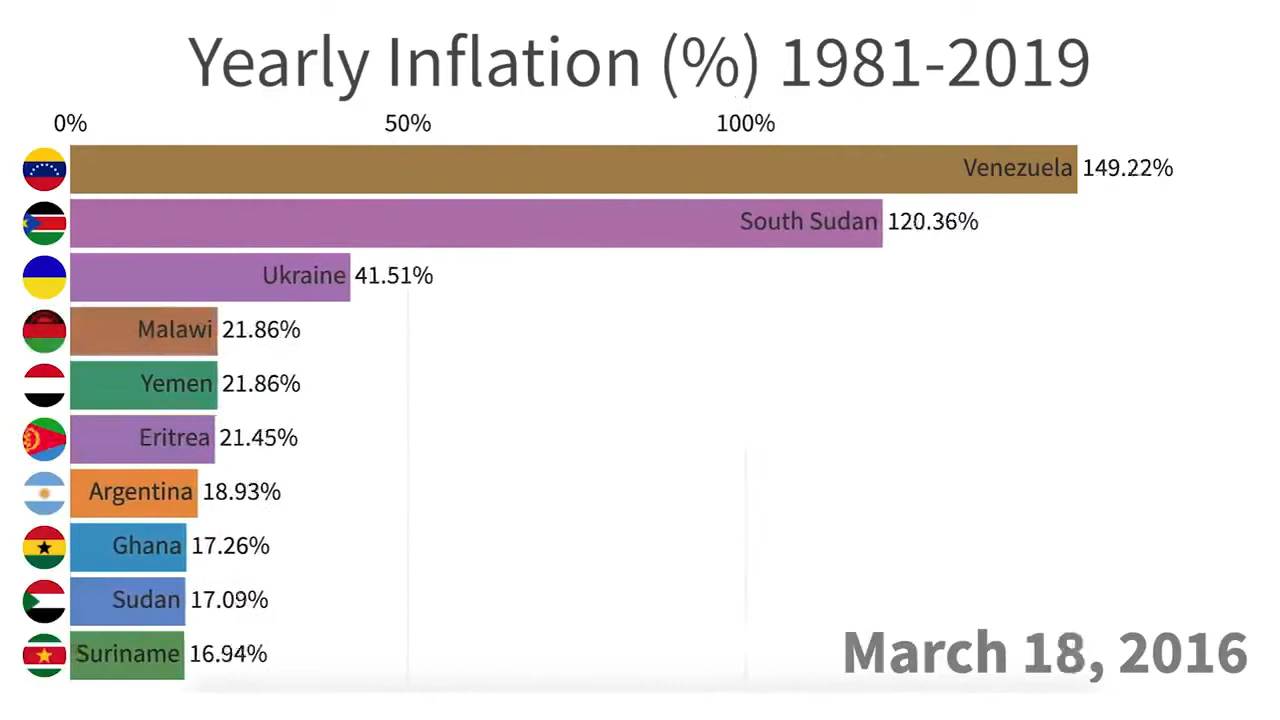 Yearly Inflation (%) 1981-2019
0% 50% 100%
Venezuela 149.22%
South Sudan 120.36%
Ukraine 41.51%
Malawi 21.86%
Yemen 21.86%
Eritrea 21.45%
Argentina 18.93%
Ghana 17.26%
Sudan 17.09%
Suriname 16.94%
March 18, 2016